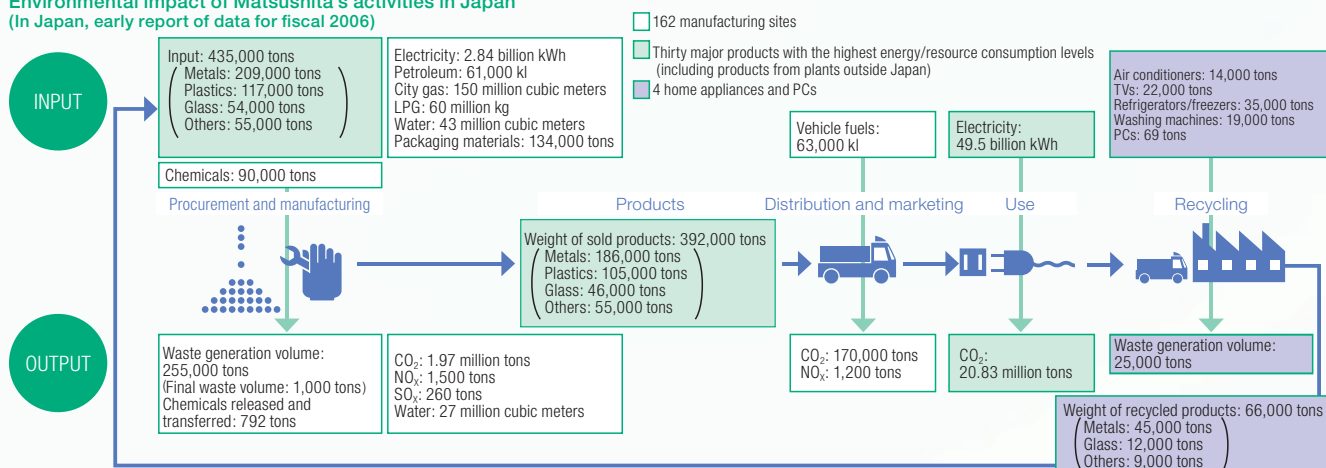 Environmental impact of Matsushita's activities in Japan
(In Japan, early report of data for fiscal 2006)
162 manufacturing sites
Thirty major products with the highest energy/resource consumption levels
(including products from plants outside Japan)
4 home appliances and PCs
INPUT
Input: 435,000 tons
Metals: 209,000 tons
Plastics: 117,000 tons
Glass: 54,000 tons
Others: 55,000 tons
Chemicals: 90,000 tons
Electricity: 2.84 billion kWh
Petroleum: 61,000 kl
City gas: 150 million cubic meters
LPG: 60 million kg
Water: 43 million cubic meters
Packaging materials: 134,000 tons
Vehicle fuels:
63,000 kl
Electricity:
49.5 billion kWh
Air conditioners: 14,000 tons
TVs: 22,000 tons
Refrigerators/freezers: 35,000 tons
Washing machines: 19,000 tons
PCs: 69 tons
Procurement and manufacturing
Products
Distribution and marketing
Use
Recycling
Weight of sold products: 392,000 tons
Metals: 186,000 tons
Plastics: 105,000 tons
Glass: 46,000 tons
Others: 55,000 tons
OUTPUT
Waste generation volume:
255,000 tons
(Final waste volume: 1,000 tons)
Chemicals released and
transferred: 792 tons
CO₂: 1.97 million tons
NOₓ: 1,500 tons
SOₓ: 260 tons
Water: 27 million cubic meters
CO₂: 170,000 tons
NOₓ: 1,200 tons
CO₂:
20.83 million tons
Waste generation volume:
25,000 tons
Weight of recycled products: 66,000 tons
Metals: 45,000 tons
Glass: 12,000 tons
Others: 9,000 tons